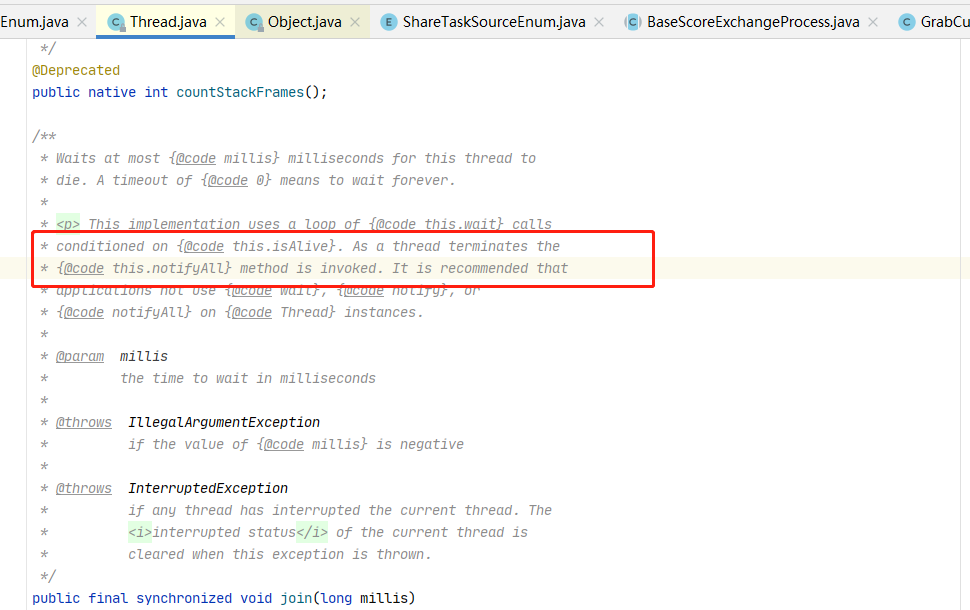 Enum.java × Thread.java × Object.java × ShareTaskSourceEnum.java × BaseScoreExchangeProcess.java × GrabCu
*/
@Deprecated
public native int countStackFrames();
/**
* Waits at most {@code millis} milliseconds for this thread to
* die. A timeout of {@code 0} means to wait forever.
*
* <p> This implementation uses a loop of {@code this.wait} calls
* conditioned on {@code this.isAlive}. As a thread terminates the
* {@code this.notifyAll} method is invoked. It is recommended that
* applications not use {@code wait}, {@code notify}, or
* {@code notifyAll} on {@code Thread} instances.
*
* @param millis
* the time to wait in milliseconds
*
* @throws IllegalArgumentException
* if the value of {@code millis} is negative
*
* @throws InterruptedException
* if any thread has interrupted the current thread. The
* <i>interrupted status</i> of the current thread is
* cleared when this exception is thrown.
*/
public final synchronized void join(long millis)